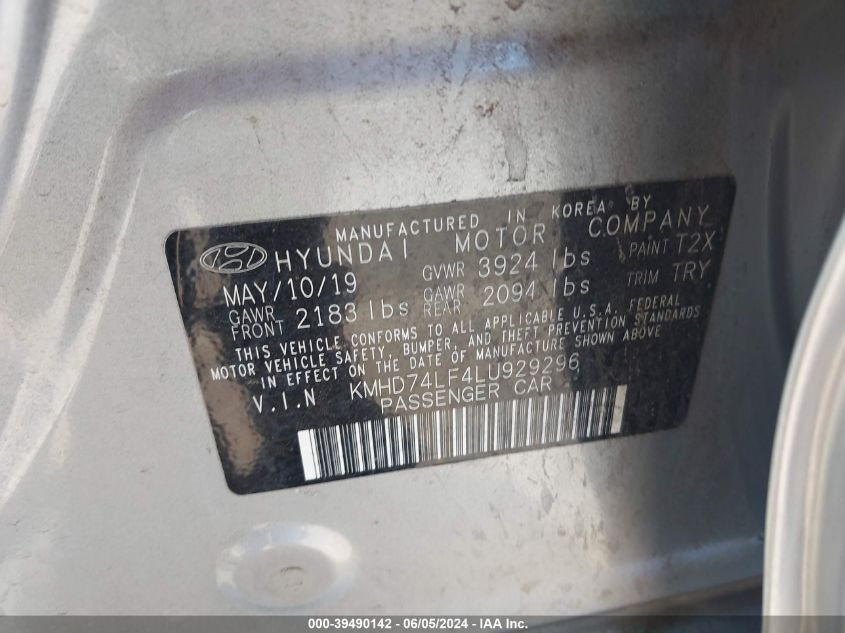 MANUFACTURED IN KOREA BY
HYUNDAI MOTOR COMPANY
MAY/10/19 GVWR 3924 lbs PAINT T2X
GAWR FRONT 2183 lbs GAWR REAR 2094 lbs TRIM TRY
THIS VEHICLE CONFORMS TO ALL APPLICABLE U.S.A. FEDERAL
MOTOR VEHICLE SAFETY, BUMPER, AND THEFT PREVENTION STANDARDS
IN EFFECT ON THE DATE OF MANUFACTURE SHOWN ABOVE
V.I.N KMHD74LF4LU929296
PASSENGER CAR
000-39490142 - 06/05/2024 - IAA Inc.